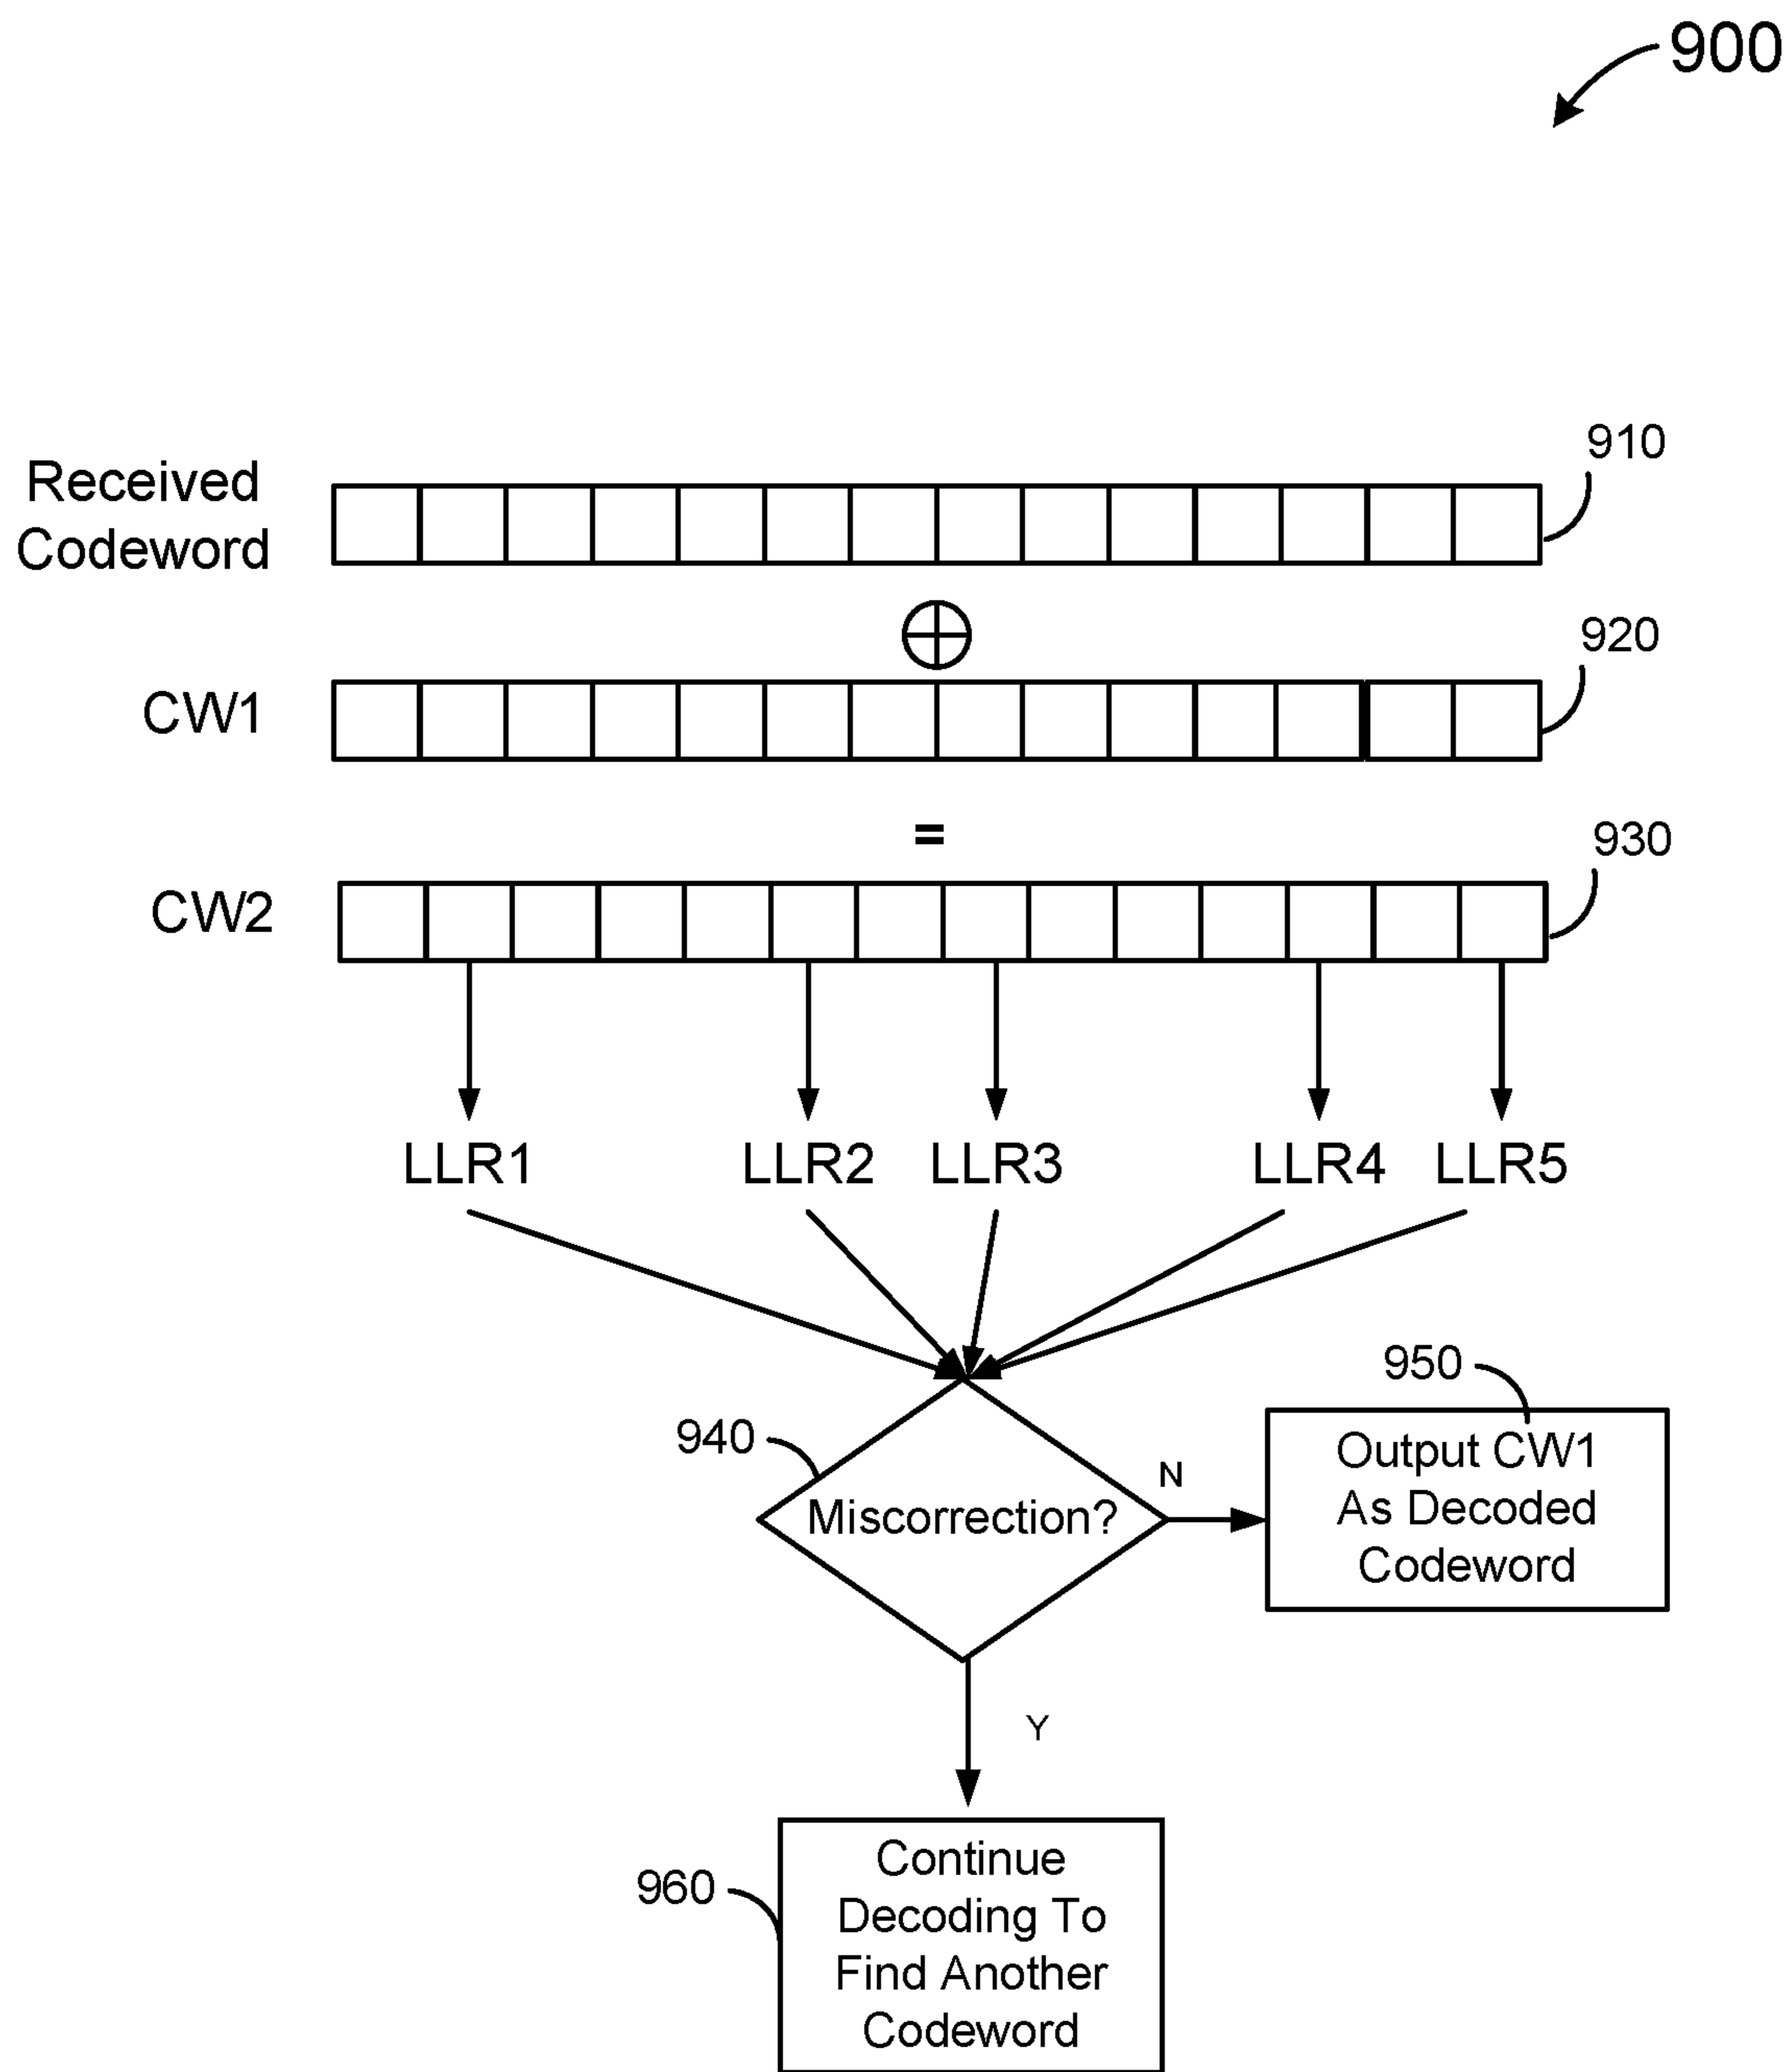 900
Received
Codeword
910
CW1
920
=
CW2
930
LLR1 LLR2 LLR3 LLR4 LLR5
940
Miscorrection?
N
950
Output CW1
As Decoded
Codeword
Y
960
Continue
Decoding To
Find Another
Codeword